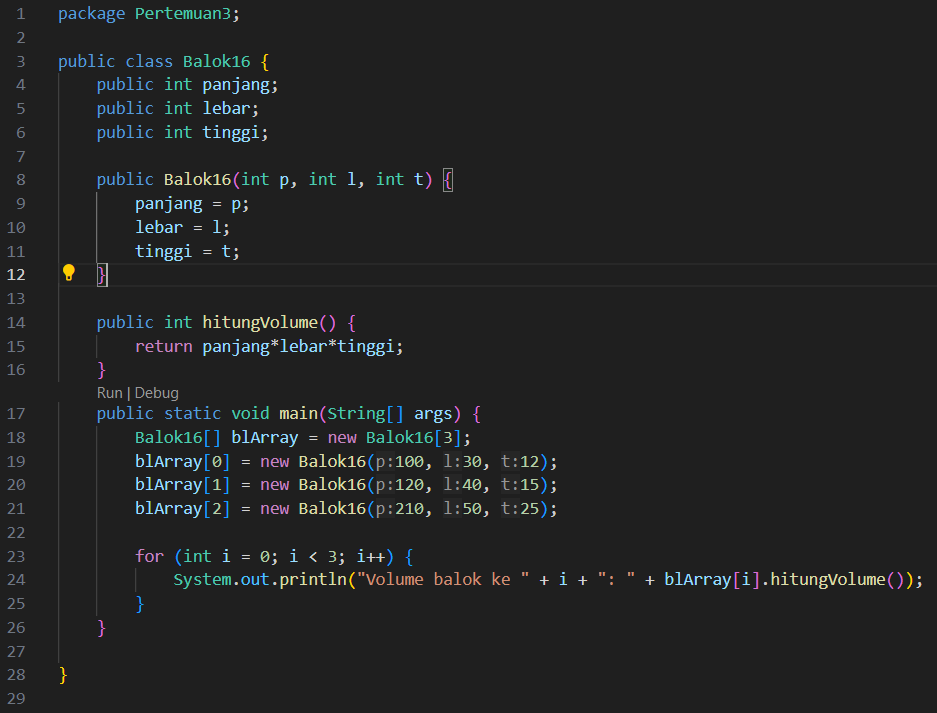 1 package Pertemuan3;
2
3 public class Balok16 {
4     public int panjang;
5     public int lebar;
6     public int tinggi;
7
8     public Balok16(int p, int l, int t) {
9         panjang = p;
10         lebar = l;
11         tinggi = t;
12     }
13
14     public int hitungVolume() {
15         return panjang*lebar*tinggi;
16     }
Run | Debug
17     public static void main(String[] args) {
18         Balok16[] blArray = new Balok16[3];
19         blArray[0] = new Balok16(p:100, l:30, t:12);
20         blArray[1] = new Balok16(p:120, l:40, t:15);
21         blArray[2] = new Balok16(p:210, l:50, t:25);
22
23         for (int i = 0; i < 3; i++) {
24             System.out.println("Volume balok ke " + i + ": " + blArray[i].hitungVolume());
25         }
26     }
27
28 }
29